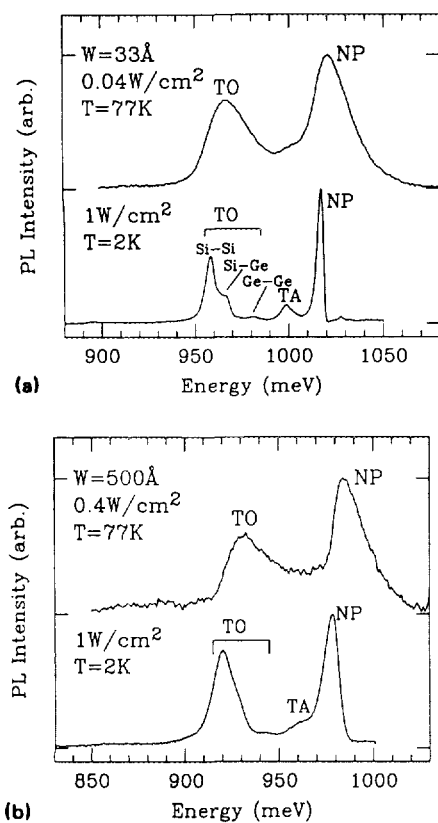 W=33Å
0.04W/cm²
T=77K
TO
NP
1W/cm²
T=2K
TO
NP
Si-Si
Si-Ge
Ge-Ge
TA
PL Intensity (arb.)
900 950 1000 1050
Energy (meV)
(a)
W=500Å
0.4W/cm²
T=77K
TO
NP
1W/cm²
T=2K
TO
NP
TA
PL Intensity (arb.)
850 900 950 1000
Energy (meV)
(b)